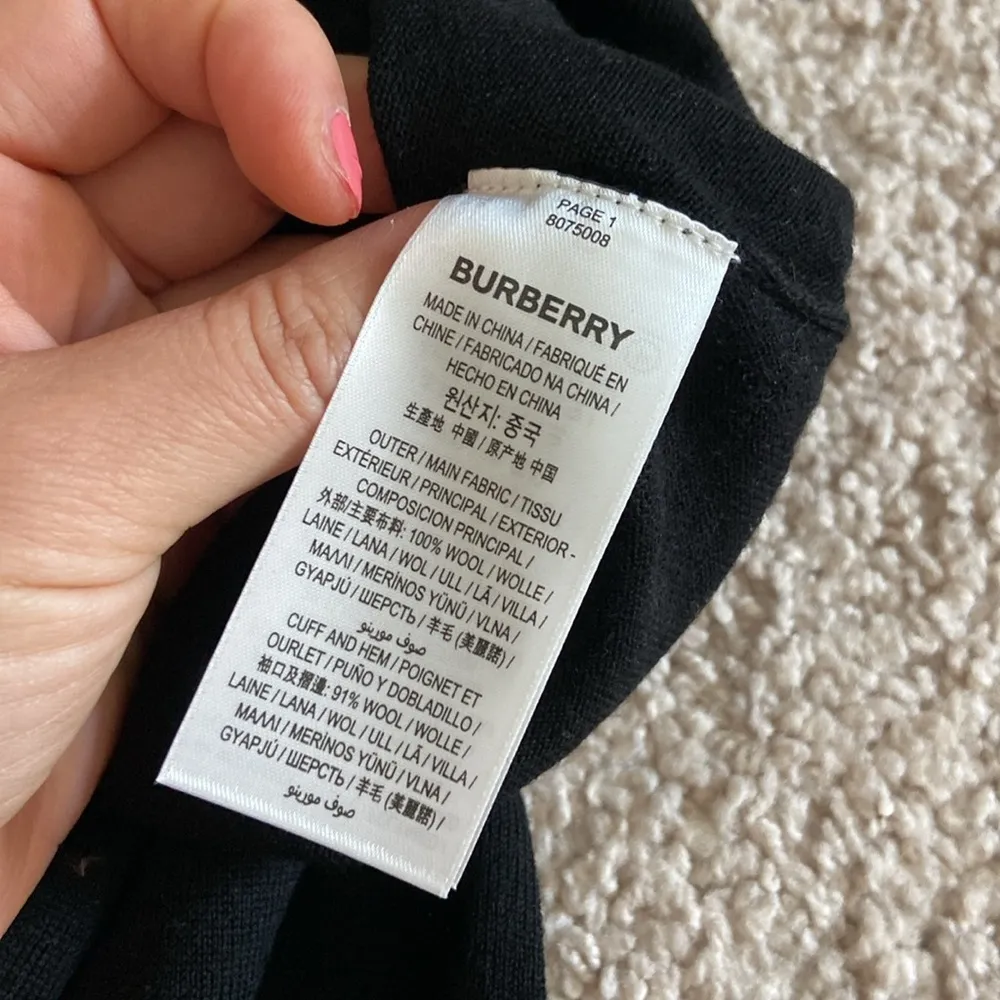 PAGE 1
8075008
BURBERRY
MADE IN CHINA / FABRIQUÉ EN
CHINE / FABRICADO NA CHINA /
HECHO EN CHINA
원산지: 중국
生產地 中國 / 原产地 中国
OUTER / MAIN FABRIC / TISSU
EXTÉRIEUR / PRINCIPAL / EXTERIOR-
COMPOSICION PRINCIPAL /
外部/主要布料: 100% WOOL / WOLLE /
LAINE / LANA / WOL / ULL / LÃ / VILLA /
ΜΑΛΛΙ / MERİNOS YÜNÜ / VLNA /
GYAPJÚ / ШЕРСТЬ / 羊毛 (美麗諾) /
صوف مورينو
CUFF AND HEM / POIGNET ET
OURLET / PUÑO Y DOBLADILLO /
袖口及褶邊: 91% WOOL / WOLLE /
LAINE / LANA / WOL / ULL / LÃ / VILLA /
ΜΑΛΛΙ / MERİNOS YÜNÜ / VLNA /
GYAPJÚ / ШЕРСТЬ / 羊毛 (美麗諾) /
صوف مورينو